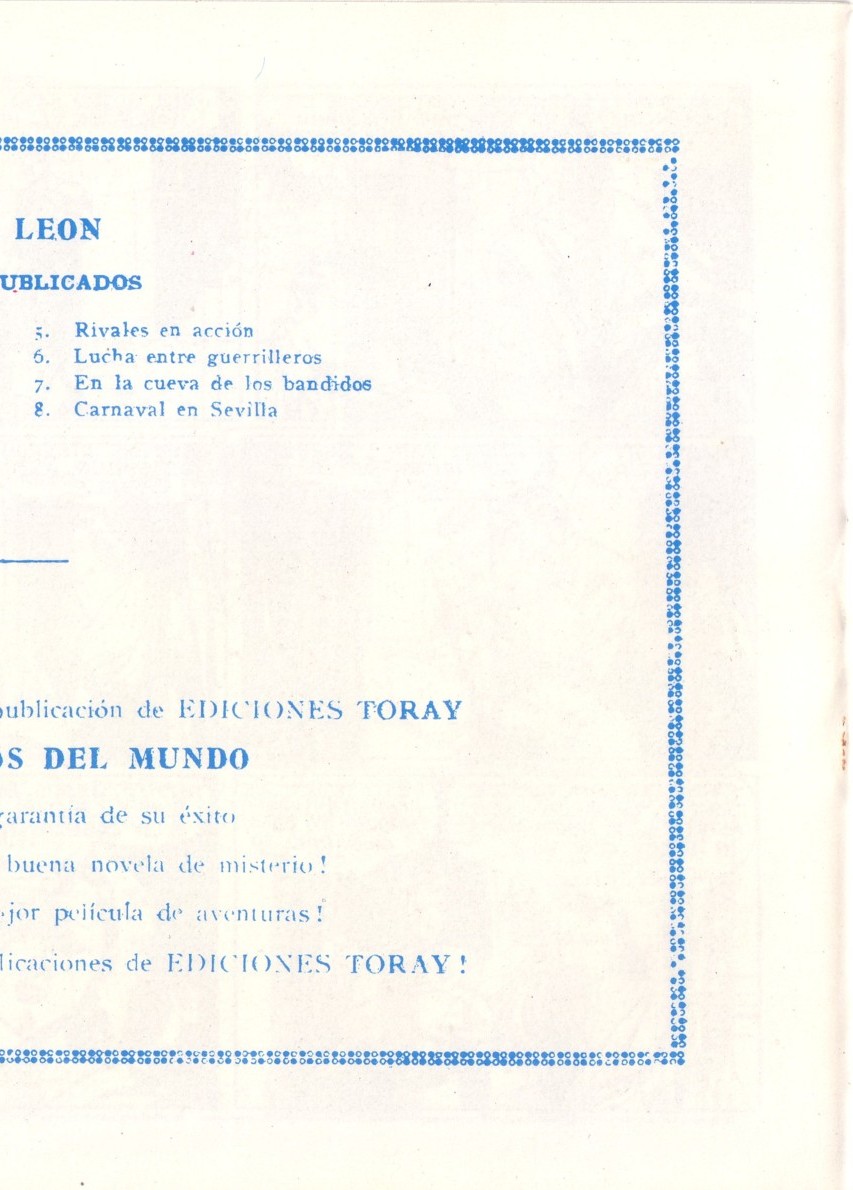 LEON
UBLICADOS
5. Rivales en acción
6. Lucha entre guerrilleros
7. En la cueva de los bandidos
8. Carnaval en Sevilla
publicación de EDICIONES TORAY
OS DEL MUNDO
garantía de su éxito
buena novela de misterio!
ejor película de aventuras!
licaciones de EDICIONES TORAY!